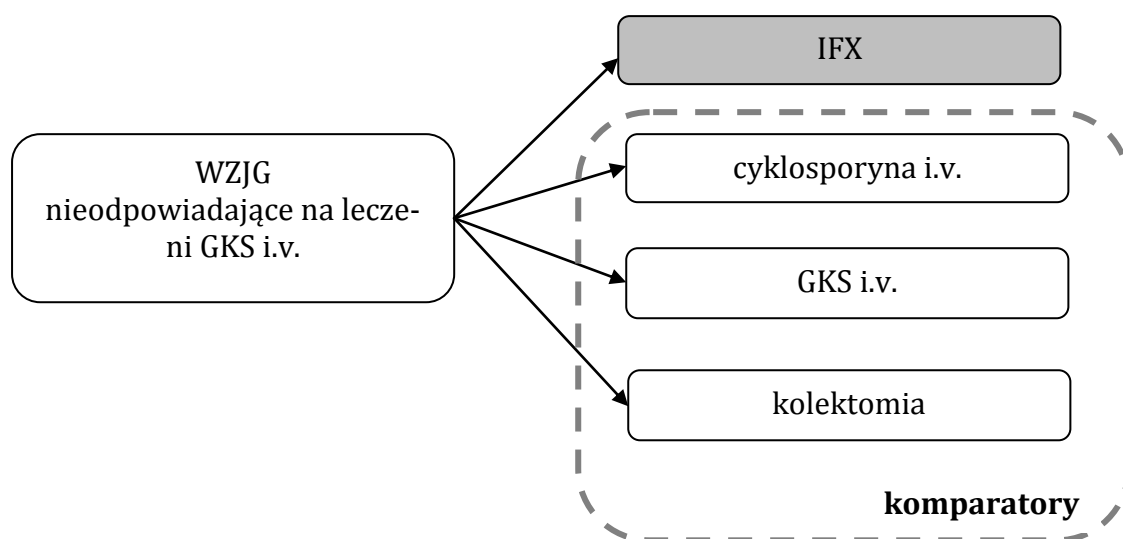 IFX
WZJG
nieodpowiadające na lecze-
ni GKS i.v.
cyklosporyna i.v.
GKS i.v.
kolektomia
komparatory